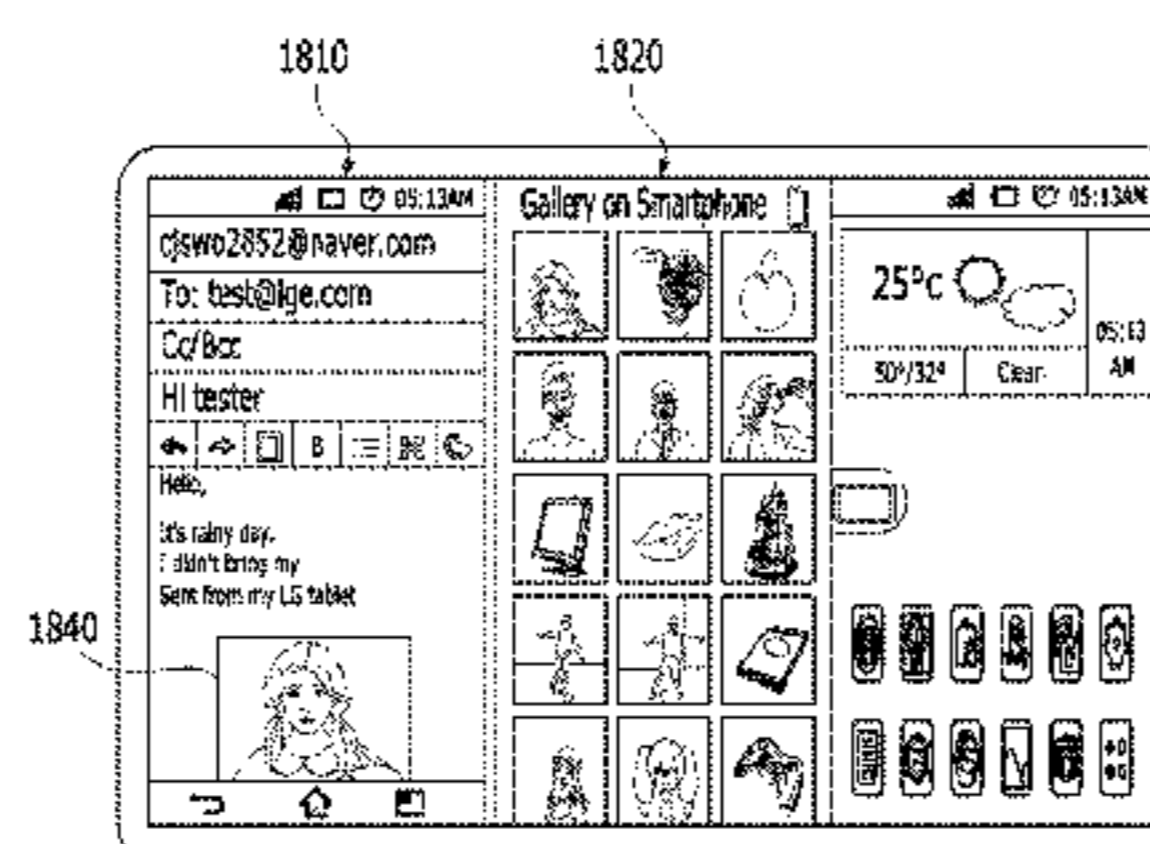 1810
1820
05:13AM
cjswo2852@naver.com
To: test@lge.com
Cc/Bcc
Hi tester
B
Hello,
It's rainy day.
I didn't bring my
Sent from my LG tablet
1840
Gallery on Smartphone
05:13AM
25°c
30°/32°
Clear
05:13
AM